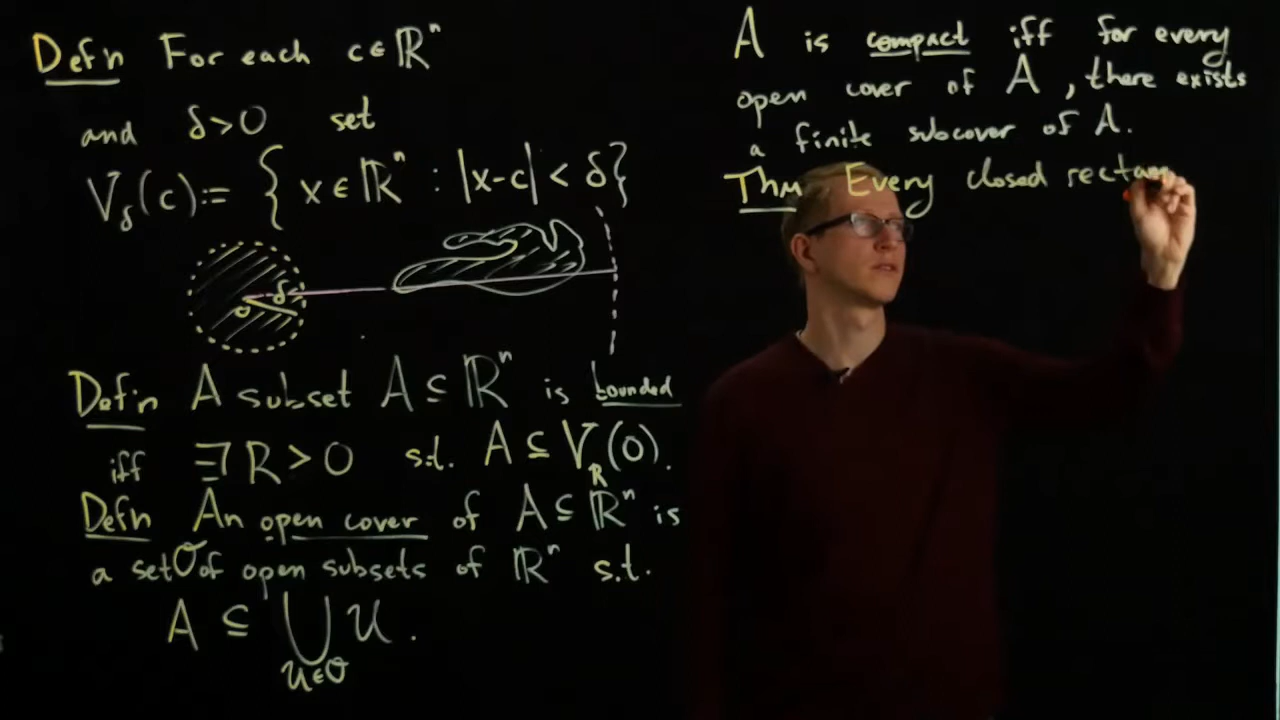 Defn For each c ∈ ℝⁿ
and δ > 0 set
V_δ(c) := { x ∈ ℝⁿ : |x-c| < δ }
δ
0
Defn A subset A ⊆ ℝⁿ is bounded
iff ∃ R > 0 s.t. A ⊆ V_R(0).
Defn An open cover of A ⊆ ℝⁿ is
a set 𝒪 of open subsets of ℝⁿ s.t.
A ⊆ ⋃_{U∈𝒪} U.
A is compact iff for every
open cover of A, there exists
a finite subcover of A.
Thm Every closed rectan